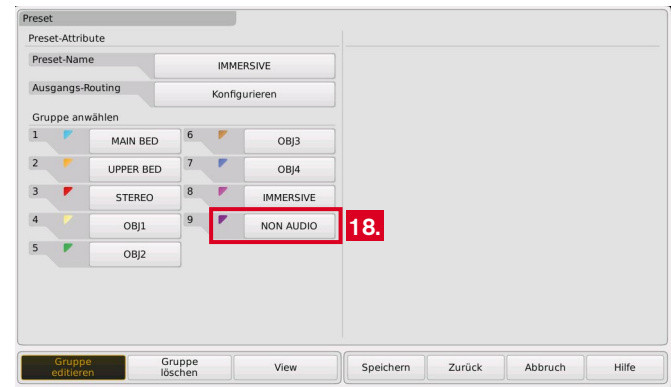 Preset
Preset-Attribute
Preset-Name
IMMERSIVE
Ausgangs-Routing
Konfigurieren
Gruppe anwählen
1 MAIN BED
2 UPPER BED
3 STEREO
4 OBJ1
5 OBJ2
6 OBJ3
7 OBJ4
8 IMMERSIVE
9 NON AUDIO
18.
Gruppe
editieren
Gruppe
löschen
View
Speichern
Zurück
Abbruch
Hilfe